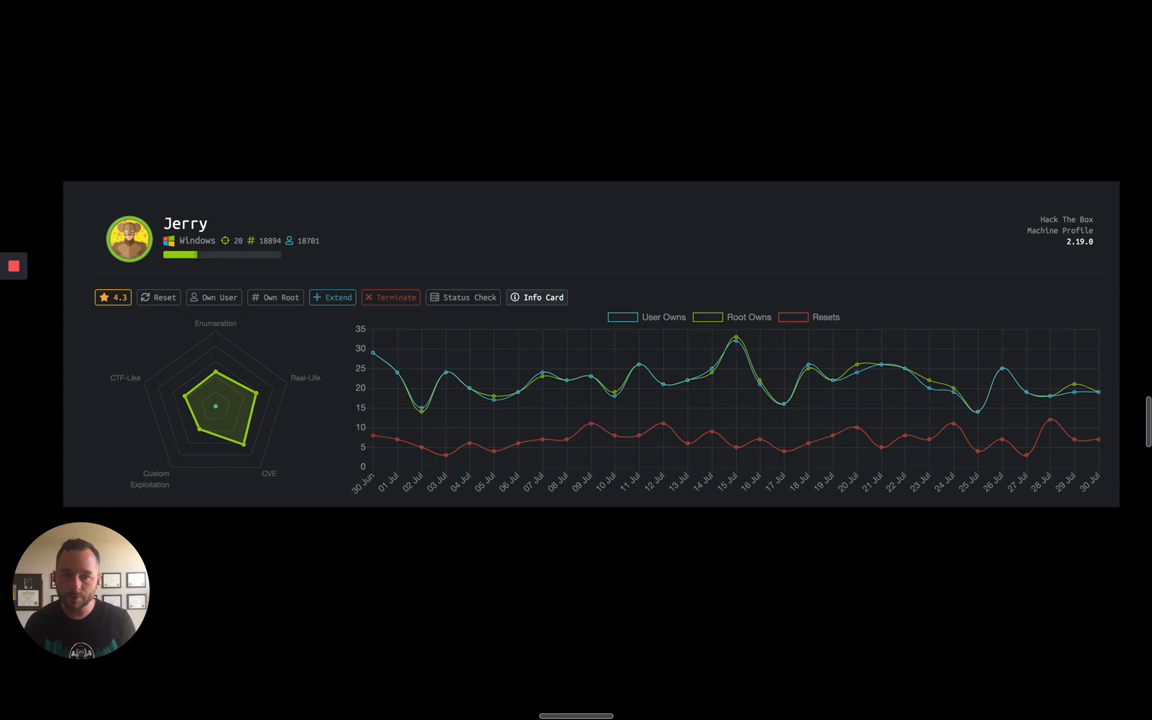 Jerry
Windows 20 # 18894 18701
Hack The Box
Machine Profile
2.19.0
4.3 Reset Own User # Own Root + Extend × Terminate Status Check Info Card
User Owns Root Owns Resets
Enumeration
Real-Life
CVE
Custom
Exploitation
CTF-Like
35
30
25
20
15
10
5
0
30 Jun 01 Jul 02 Jul 03 Jul 04 Jul 05 Jul 06 Jul 07 Jul 08 Jul 09 Jul 10 Jul 11 Jul 12 Jul 13 Jul 14 Jul 15 Jul 16 Jul 17 Jul 18 Jul 19 Jul 20 Jul 21 Jul 22 Jul 23 Jul 24 Jul 25 Jul 26 Jul 27 Jul 28 Jul 29 Jul 30 Jul